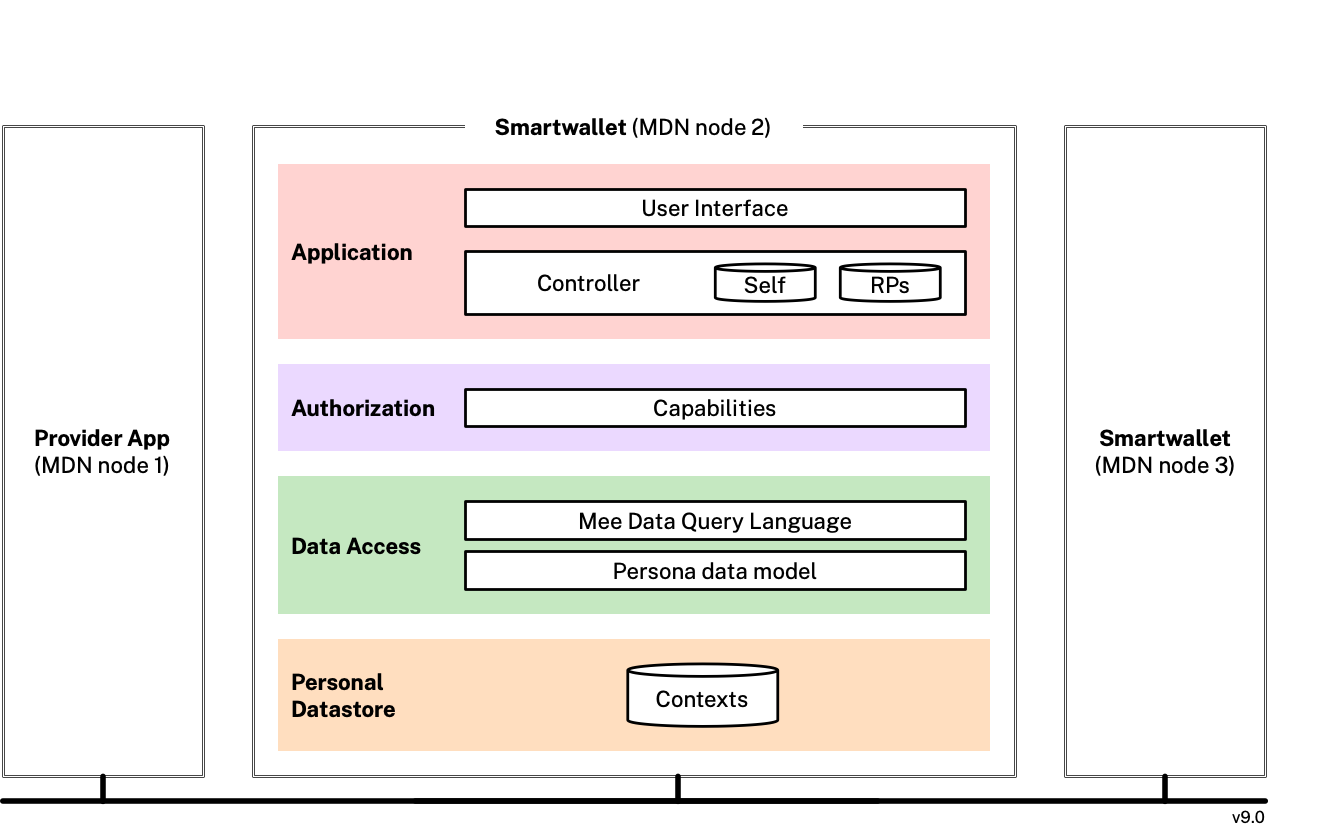 Smartwallet (MDN node 2)
User Interface
Application
Controller
Self
RPs
Authorization
Capabilities
Provider App
(MDN node 1)
Smartwallet
(MDN node 3)
Mee Data Query Language
Data Access
Persona data model
Personal
Datastore
Contexts
v9.0